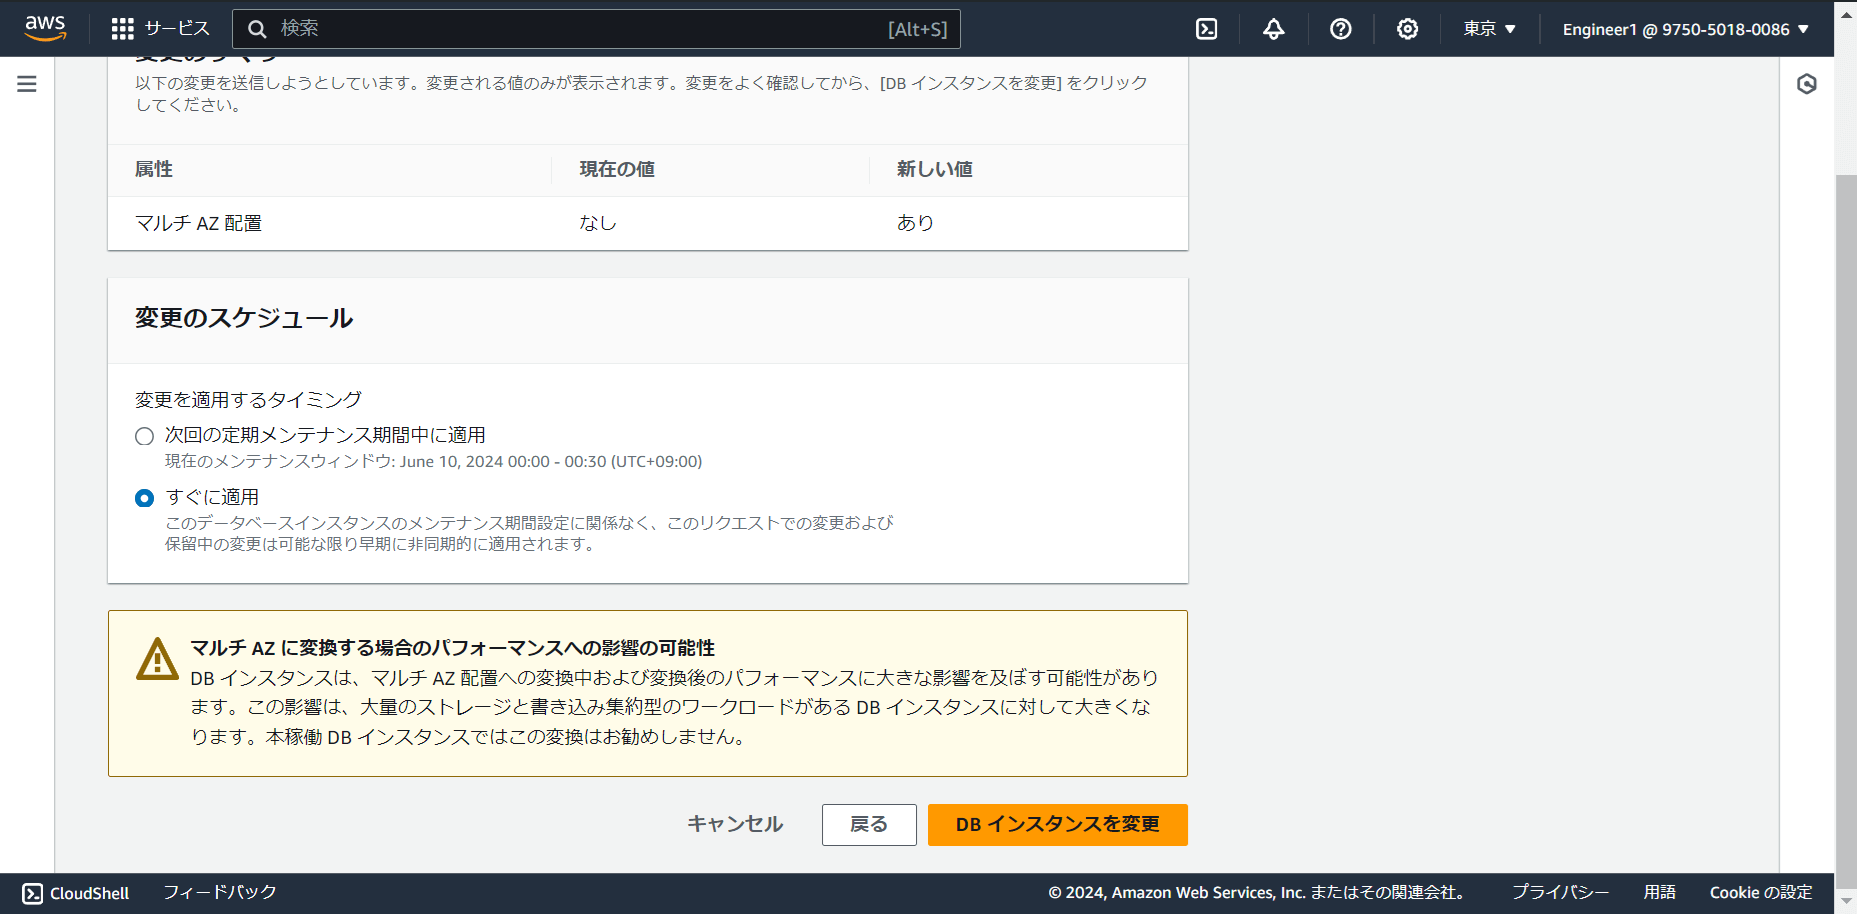 aws
サービス
検索
[Alt+S]
東京
Engineer1 @ 9750-5018-0086
以下の変更を送信しようとしています。変更される値のみが表示されます。変更をよく確認してから、[DB インスタンスを変更] をクリック
してください。
属性 現在の値 新しい値
マルチ AZ 配置 なし あり
変更のスケジュール
変更を適用するタイミング
次回の定期メンテナンス期間中に適用
現在のメンテナンスウィンドウ: June 10, 2024 00:00 - 00:30 (UTC+09:00)
すぐに適用
このデータベースインスタンスのメンテナンス期間設定に関係なく、このリクエストでの変更および
保留中の変更は可能な限り早期に非同期的に適用されます。
マルチ AZ に変換する場合のパフォーマンスへの影響の可能性
DB インスタンスは、マルチ AZ 配置への変換中および変換後のパフォーマンスに大きな影響を及ぼす可能性があり
ます。この影響は、大量のストレージと書き込み集約型のワークロードがある DB インスタンスに対して大きくな
ります。本稼働 DB インスタンスではこの変換はお勧めしません。
キャンセル
戻る
DB インスタンスを変更
CloudShell
フィードバック
© 2024, Amazon Web Services, Inc. またはその関連会社。
プライバシー
用語
Cookie の設定